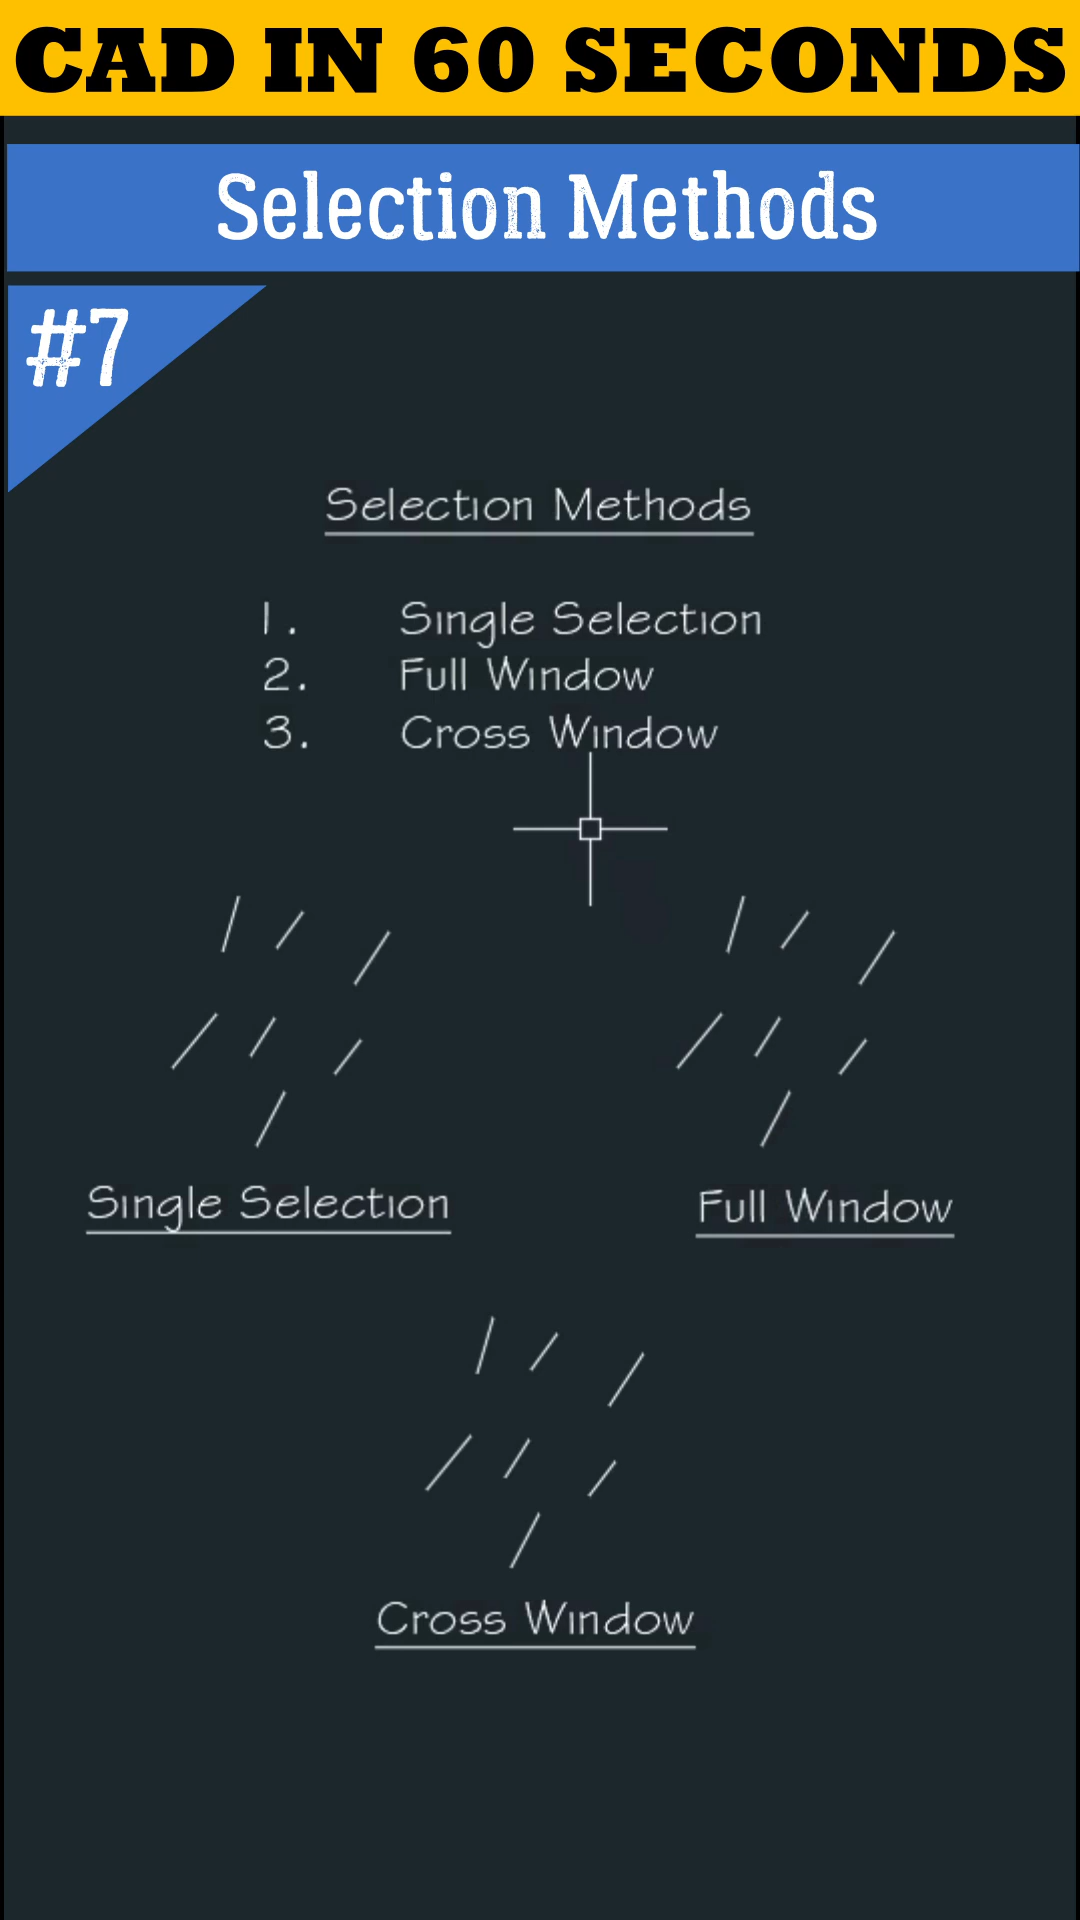 CAD IN 60 SECONDS
Selection Methods
#7
Selection Methods
1. Single Selection
2. Full Window
3. Cross Window
Single Selection
Full Window
Cross Window